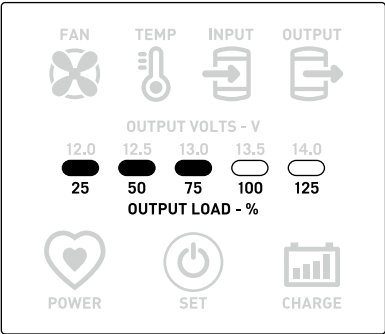 FAN TEMP INPUT OUTPUT
OUTPUT VOLTS - V
12.0 12.5 13.0 13.5 14.0
25 50 75 100 125
OUTPUT LOAD - %
POWER SET CHARGE